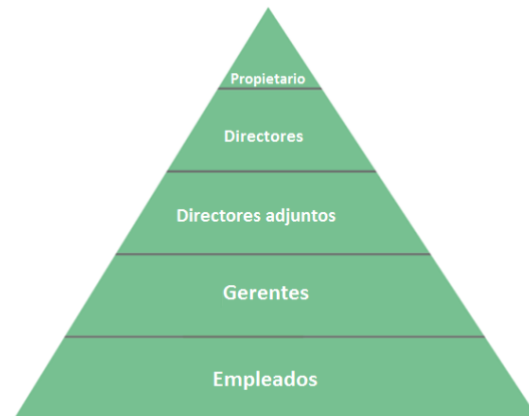 Propietario
Directores
Directores adjuntos
Gerentes
Empleados